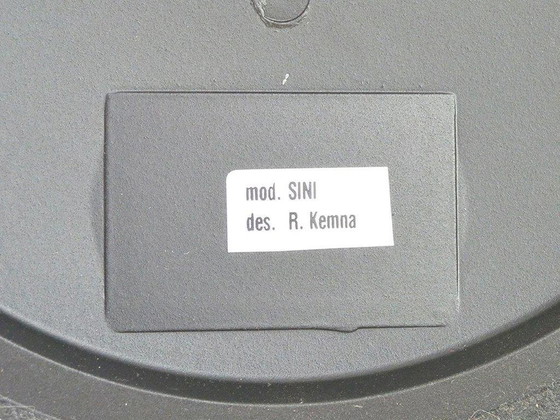 mod. SINI
des. R. Kemna